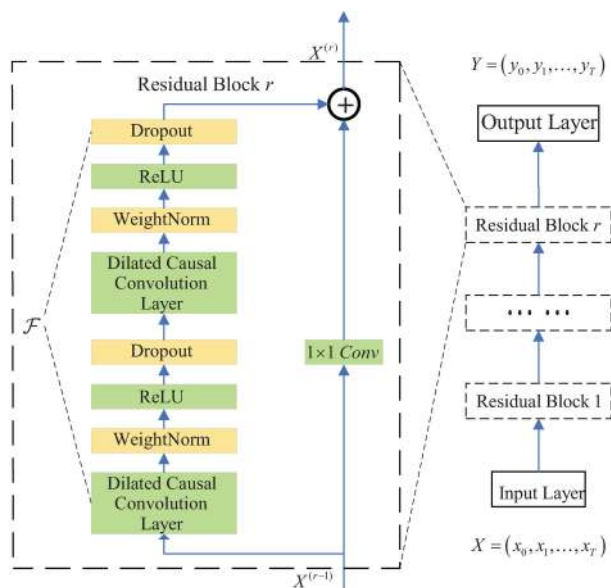 X^{(r)}
Residual Block r
Dropout
ReLU
WeightNorm
Dilated Causal
Convolution
Layer
Dropout
ReLU
WeightNorm
Dilated Causal
Convolution
Layer
ℱ
1×1 Conv
X^{(r-1)}
Y = (y_0, y_1, ..., y_T)
Output Layer
Residual Block r
... ...
Residual Block 1
Input Layer
X = (x_0, x_1, ..., x_T)